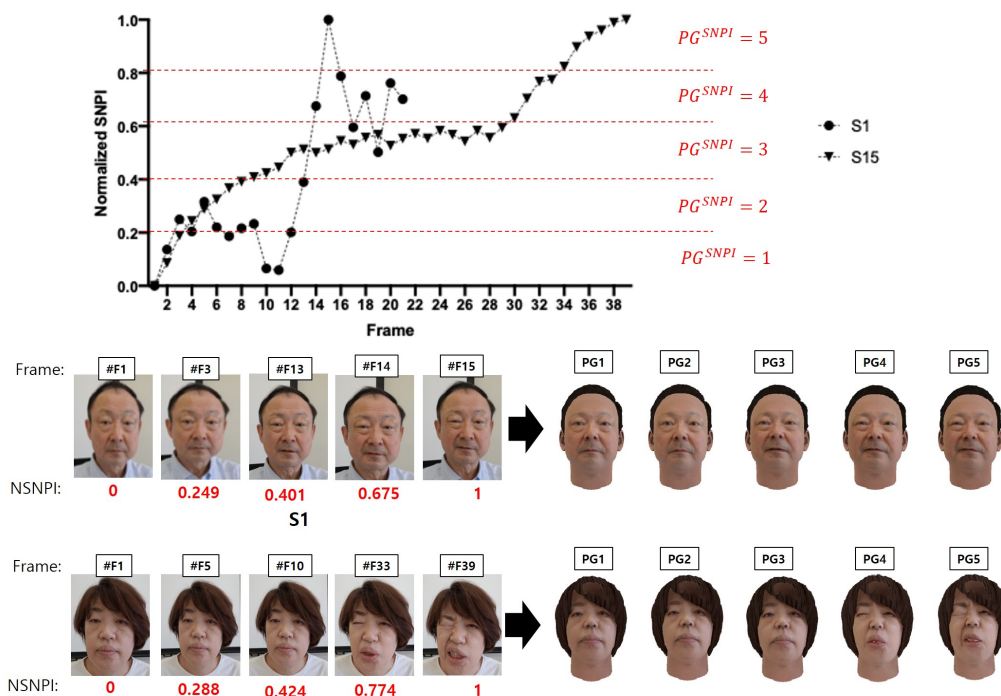 Normalized SNPI
1.0
0.8
0.6
0.4
0.2
0.0
2 4 6 8 10 12 14 16 18 20 22 24 26 28 30 32 34 36 38
Frame
PG^SNPI = 5
PG^SNPI = 4
PG^SNPI = 3
PG^SNPI = 2
PG^SNPI = 1
S1
S15
Frame: #F1 #F3 #F13 #F14 #F15 PG1 PG2 PG3 PG4 PG5
NSNPI: 0 0.249 0.401 0.675 1
S1
Frame: #F1 #F5 #F10 #F33 #F39 PG1 PG2 PG3 PG4 PG5
NSNPI: 0 0.288 0.424 0.774 1